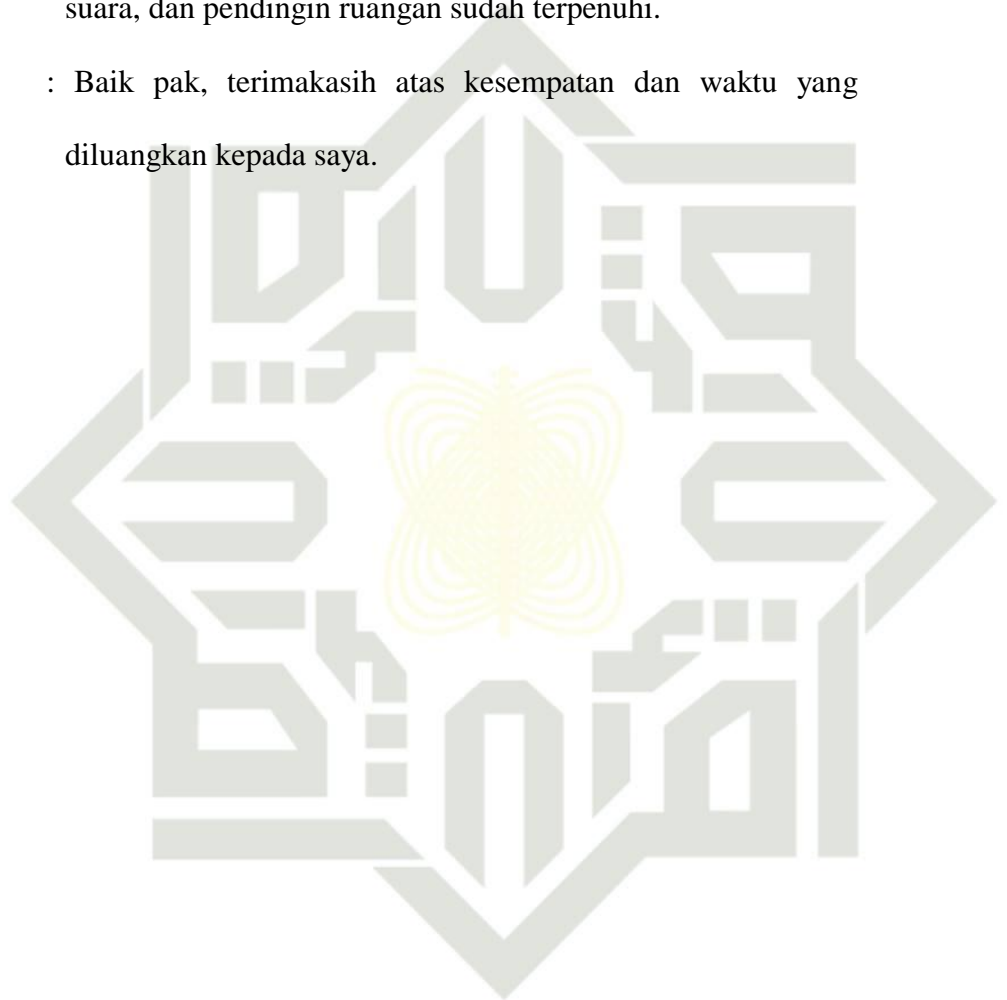 suara, dan pendingin ruangan sudah terpenuhi.
: Baik pak, terimakasih atas kesempatan dan waktu yang
diluangkan kepada saya.